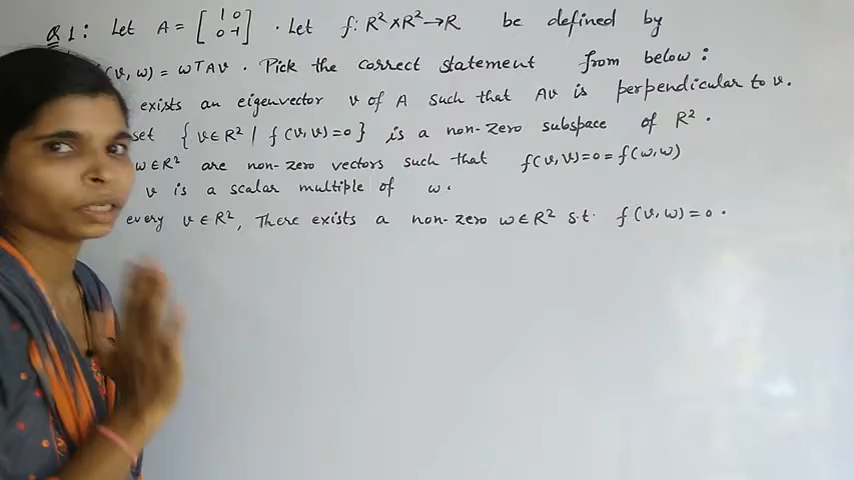 Q1: Let A = [ 1 0 0 -1 ] . Let f: R² x R² → R be defined by
(v, w) = wᵀAv . Pick the correct statement from below :
exists an eigenvector v of A such that Av is perpendicular to v.
set { v ∈ R² | f(v, v) = 0 } is a non-zero subspace of R² .
w ∈ R² are non-zero vectors such that f(v, v) = 0 = f(w, w)
v is a scalar multiple of w.
every v ∈ R², There exists a non-zero w ∈ R² s.t. f(v, w) = 0 .